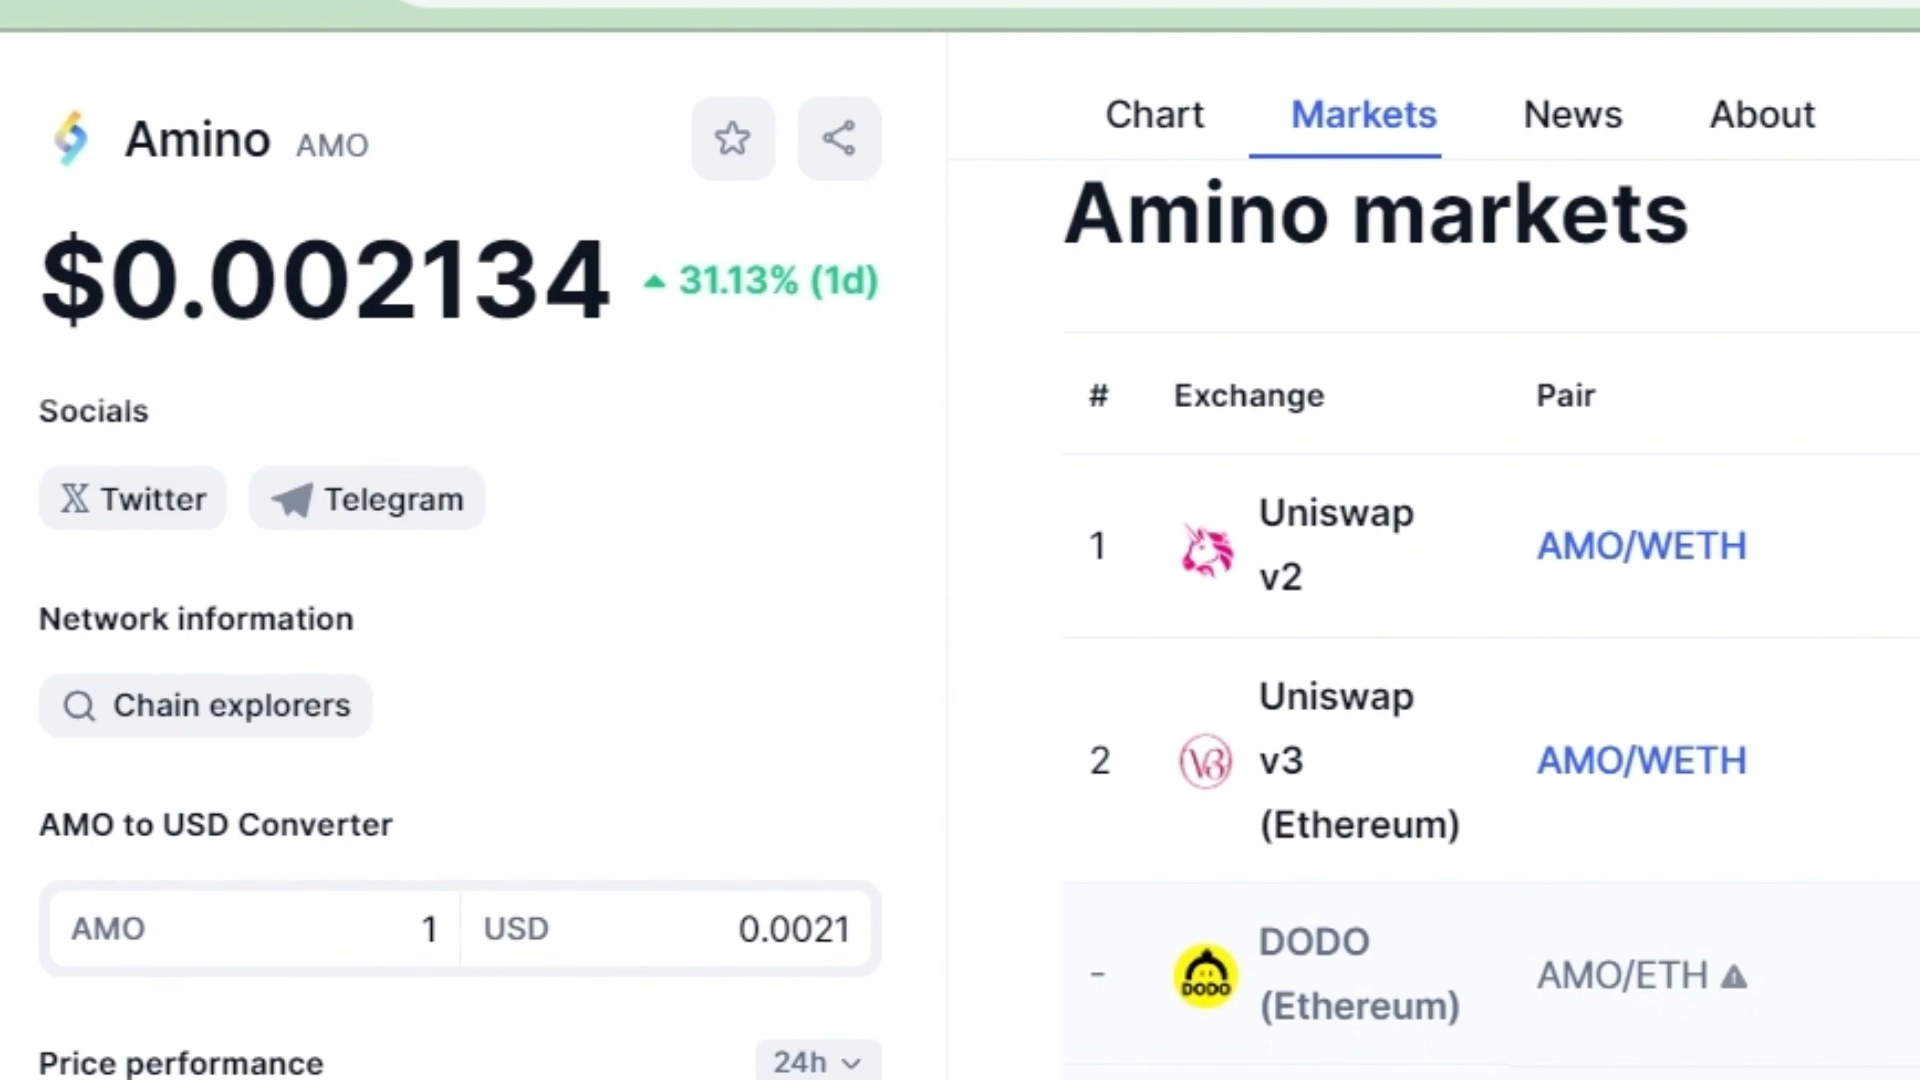 Amino AMO
$0.002134 31.13% (1d)
Socials
Twitter Telegram
Network information
Chain explorers
AMO to USD Converter
AMO 1 USD 0.0021
Price performance 24h
Chart Markets News About
Amino markets
# Exchange Pair
1 Uniswap v2 AMO/WETH
2 Uniswap v3 (Ethereum) AMO/WETH
- DODO (Ethereum) AMO/ETH
DODO